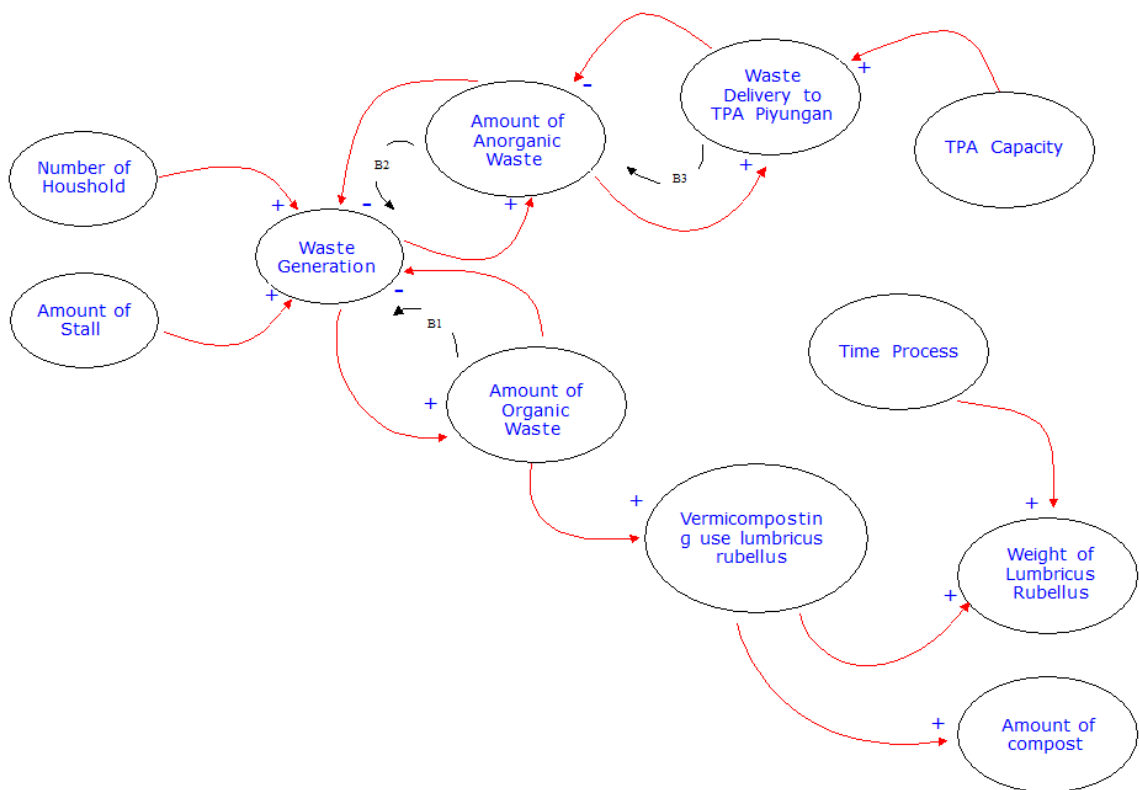 Waste
Delivery to
TPA Piyungan
+
-
Amount of
Anorganic
Waste
TPA Capacity
Number of
Houshold
B2
B3
+
+
-
+
Waste
Generation
+
-
Amount of
Stall
B1
Time Process
Amount of
Organic
Waste
+
+
Vermicompostin
g use lumbricus
rubellus
+
Weight of
Lumbricus
Rubellus
+
+
Amount of
compost